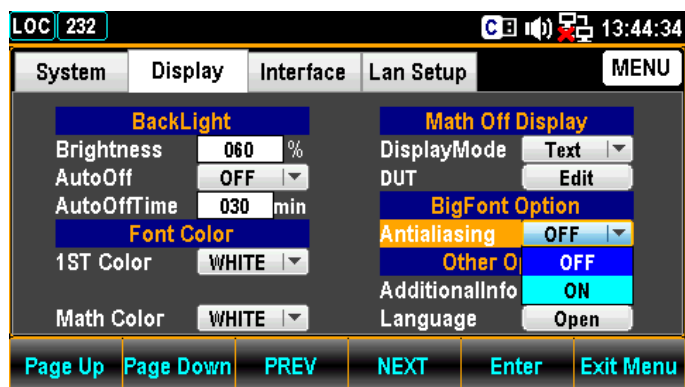 LOC 232 C E 13:44:34
System Display Interface Lan Setup MENU
BackLight
Brightness 060 %
AutoOff OFF
AutoOffTime 030 min
Font Color
1ST Color WHITE
Math Color WHITE
Math Off Display
DisplayMode Text
DUT Edit
BigFont Option
Antialiasing OFF
OFF
ON
Other O
AdditionalInfo
Language Open
Page Up Page Down PREV NEXT Enter Exit Menu